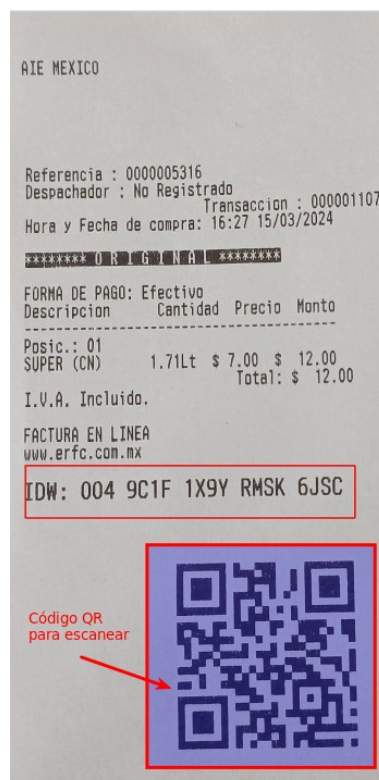 AIE MEXICO
Referencia : 0000005316
Despachador : No Registrado
Transaccion : 000001107
Hora y Fecha de compra: 16:27 15/03/2024
******** O R I G I N A L ********
FORMA DE PAGO: Efectivo
Descripcion Cantidad Precio Monto
Posic.: 01
SUPER (CN) 1.71Lt $ 7.00 $ 12.00
Total: $ 12.00
I.V.A. Incluido.
FACTURA EN LINEA
www.erfc.com.mx
IDW: 004 9C1F 1X9Y RMSK 6JSC
Código QR
para escanear